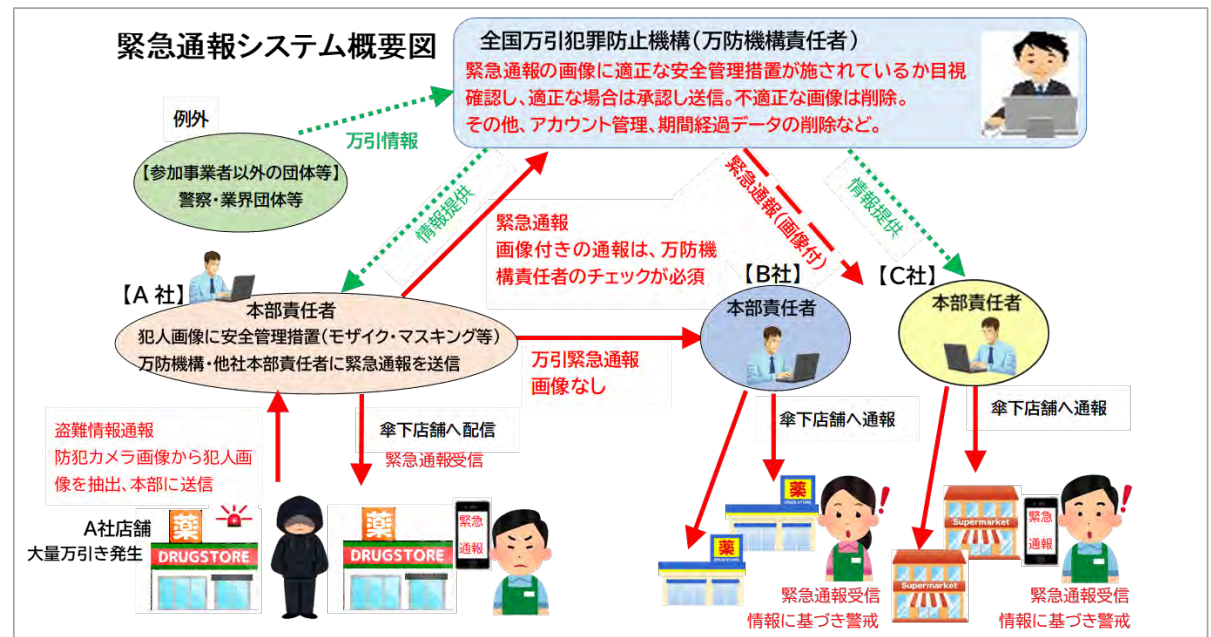 緊急通報システム概要図
全国万引犯罪防止機構(万防機構責任者)
緊急通報の画像に適正な安全管理措置が施されているか目視
確認し、適正な場合は承認し送信。不適正な画像は削除。
その他、アカウント管理、期間経過データの削除など。
例外
万引情報
【参加事業者以外の団体等】
警察・業界団体等
情報提供
緊急通報
画像付きの通報は、万防機
構責任者のチェックが必須
緊急通報(画像付)
情報提供
【A 社】
本部責任者
犯人画像に安全管理措置(モザイク・マスキング等)
万防機構・他社本部責任者に緊急通報を送信
万引緊急通報
画像なし
【B社】
本部責任者
【C社】
本部責任者
盗難情報通報
防犯カメラ画像から犯人画
像を抽出、本部に送信
傘下店舗へ配信
緊急通報受信
傘下店舗へ通報
傘下店舗へ通報
A社店舗
大量万引き発生
薬
DRUGSTORE
薬
DRUGSTORE
緊急
通報
薬
DRUG STORE
薬
DRUG STORE
緊急通報受信
情報に基づき警戒
Supermarket
Supermarket
緊急
通報
緊急通報受信
情報に基づき警戒